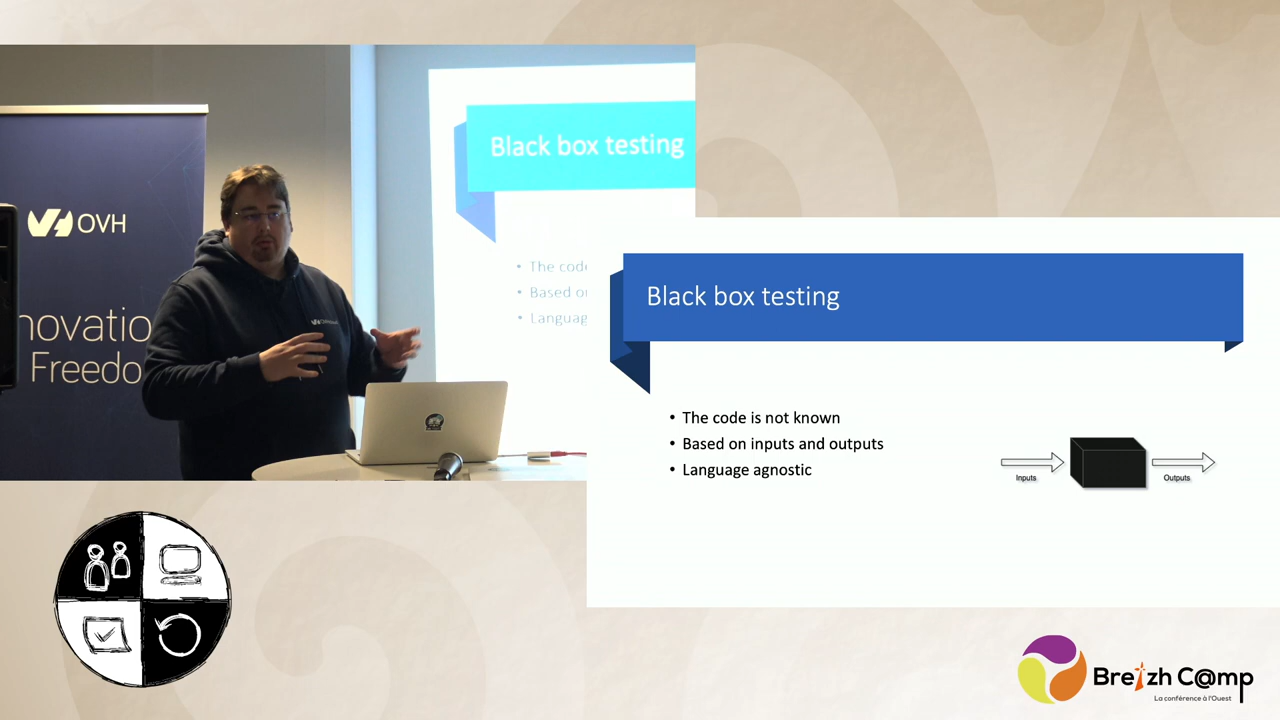 OVH
novatio
Freedo
Black box testing
The code
Based o
Languag
Black box testing
• The code is not known
• Based on inputs and outputs
• Language agnostic
Inputs
Outputs
Breizh C@mp
La conférence à l'Ouest